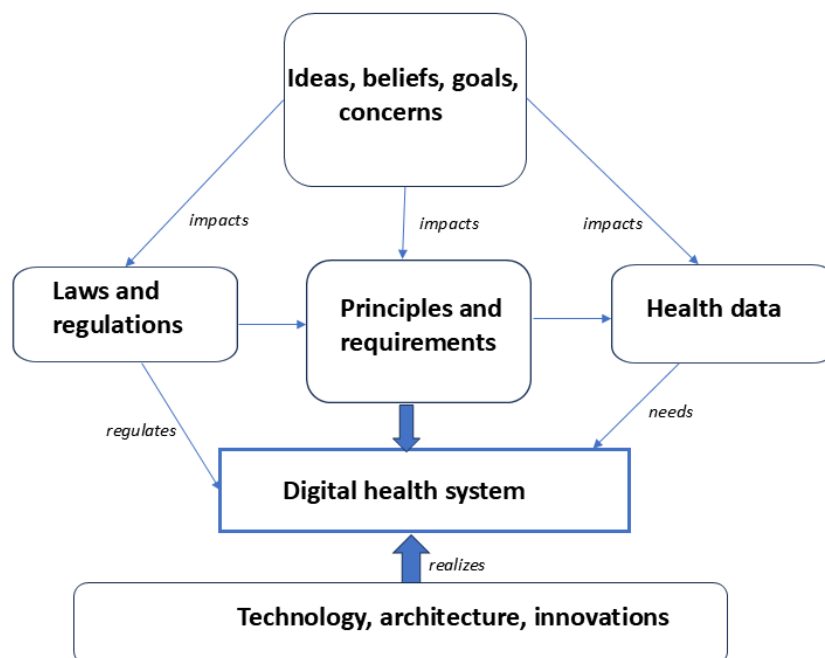 Ideas, beliefs, goals,
concerns
impacts
impacts
impacts
Laws and
regulations
Principles and
requirements
Health data
regulates
needs
Digital health system
realizes
Technology, architecture, innovations